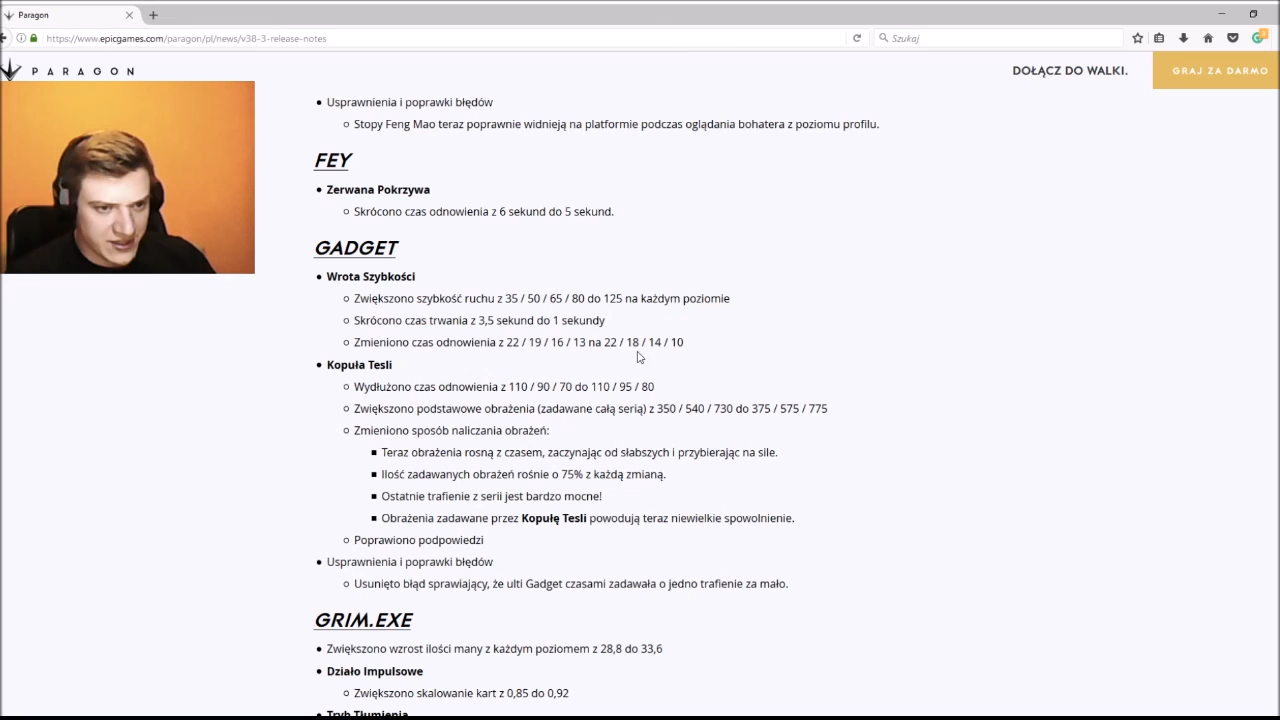 Paragon
https://www.epicgames.com/paragon/pl/news/v38-3-release-notes
Szukaj
PARAGON
DOŁĄCZ DO WALKI.
GRAJ ZA DARMO
Usprawnienia i poprawki błędów
Stopy Feng Mao teraz poprawnie widnieją na platformie podczas oglądania bohatera z poziomu profilu.
FEY
Zerwana Pokrzywa
Skrócono czas odnowienia z 6 sekund do 5 sekund.
GADGET
Wrota Szybkości
Zwiększono szybkość ruchu z 35 / 50 / 65 / 80 do 125 na każdym poziomie
Skrócono czas trwania z 3,5 sekund do 1 sekundy
Zmieniono czas odnowienia z 22 / 19 / 16 / 13 na 22 / 18 / 14 / 10
Kopuła Tesli
Wydłużono czas odnowienia z 110 / 90 / 70 do 110 / 95 / 80
Zwiększono podstawowe obrażenia (zadawane całą serią) z 350 / 540 / 730 do 375 / 575 / 775
Zmieniono sposób naliczania obrażeń:
Teraz obrażenia rosną z czasem, zaczynając od słabszych i przybierając na sile.
Ilość zadawanych obrażeń rośnie o 75% z każdą zmianą.
Ostatnie trafienie z serii jest bardzo mocne!
Obrażenia zadawane przez Kopułę Tesli powodują teraz niewielkie spowolnienie.
Poprawiono podpowiedzi
Usprawnienia i poprawki błędów
Usunięto błąd sprawiający, że ulti Gadget czasami zadawała o jedno trafienie za mało.
GRIM.EXE
Zwiększono wzrost ilości many z każdym poziomem z 28,8 do 33,6
Działo Impulsowe
Zwiększono skalowanie kart z 0,85 do 0,92
Tryb Tłumienia